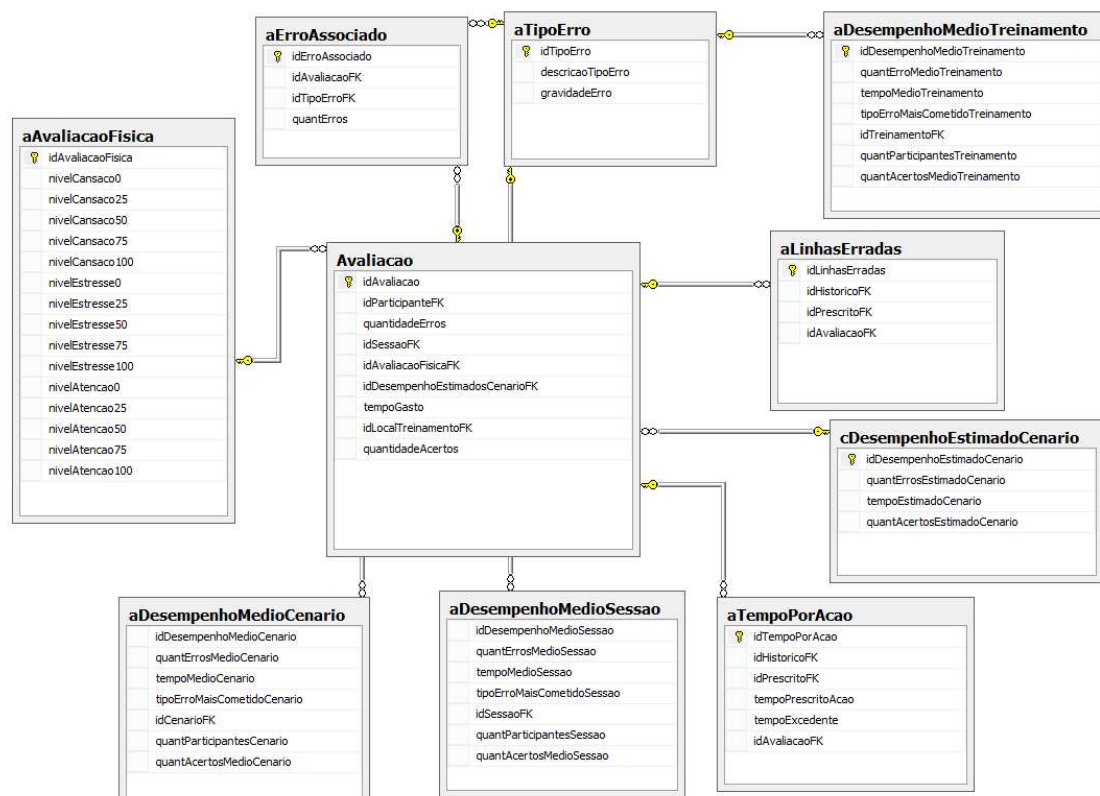 aErroAssociado
idErroAssociado
idAvaliacaoFK
idTipoErroFK
quantErros
aTipoErro
idTipoErro
descricaoTipoErro
gravidadeErro
aDesempenhoMedioTreinamento
idDesempenhoMedioTreinamento
quantErroMedioTreinamento
tempoMedioTreinamento
tipoErroMaisCometidoTreinamento
idTreinamentoFK
quantParticipantesTreinamento
quantAcertosMedioTreinamento
aAvaliacaoFisica
idAvaliacaoFisica
nivelCansaco0
nivelCansaco25
nivelCansaco50
nivelCansaco75
nivelCansaco100
nivelEstresse0
nivelEstresse25
nivelEstresse50
nivelEstresse75
nivelEstresse100
nivelAtencao0
nivelAtencao25
nivelAtencao50
nivelAtencao75
nivelAtencao100
Avaliacao
idAvaliacao
idParticipanteFK
quantidadeErros
idSessaoFK
idAvaliacaoFisicaFK
idDesempenhoEstimadosCenarioFK
tempoGasto
idLocalTreinamentoFK
quantidadeAcertos
aLinhasErradas
idLinhasErradas
idHistoricoFK
idPrescritoFK
idAvaliacaoFK
cDesempenhoEstimadoCenario
idDesempenhoEstimadoCenario
quantErrosEstimadoCenario
tempoEstimadoCenario
quantAcertosEstimadoCenario
aDesempenhoMedioCenario
idDesempenhoMedioCenario
quantErrosMedioCenario
tempoMedioCenario
tipoErroMaisCometidoCenario
idCenarioFK
quantParticipantesCenario
quantAcertosMedioCenario
aDesempenhoMedioSessao
idDesempenhoMedioSessao
quantErrosMedioSessao
tempoMedioSessao
tipoErroMaisCometidoSessao
idSessaoFK
quantParticipantesSessao
quantAcertosMedioSessao
aTempoPorAcao
idTempoPorAcao
idHistoricoFK
idPrescritoFK
tempoPrescritoAcao
tempoExcedente
idAvaliacaoFK